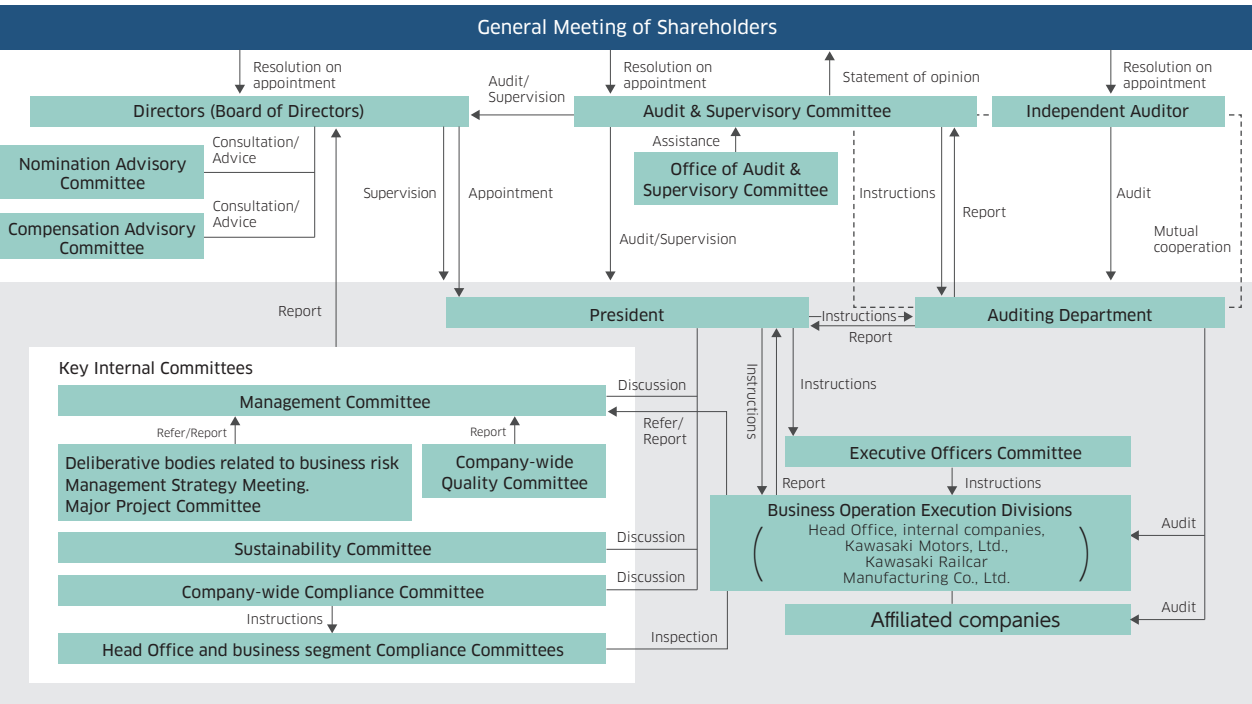 General Meeting of Shareholders
Resolution on
appointment
Audit/
Supervision
Resolution on
appointment
Statement of opinion
Resolution on
appointment
Directors (Board of Directors)
Audit & Supervisory Committee
Independent Auditor
Consultation/
Advice
Nomination Advisory
Committee
Assistance
Office of Audit &
Supervisory Committee
Supervision
Appointment
Instructions
Report
Audit
Consultation/
Advice
Compensation Advisory
Committee
Audit/Supervision
Mutual
cooperation
Report
President
Instructions
Report
Auditing Department
Key Internal Committees
Management Committee
Discussion
Refer/
Report
Instructions
Instructions
Refer/Report
Report
Deliberative bodies related to business risk
Management Strategy Meeting.
Major Project Committee
Company-wide
Quality Committee
Executive Officers Committee
Report
Instructions
Business Operation Execution Divisions
Head Office, internal companies,
Kawasaki Motors, Ltd.,
Kawasaki Railcar
Manufacturing Co., Ltd.
Audit
Sustainability Committee
Discussion
Company-wide Compliance Committee
Discussion
Instructions
Affiliated companies
Audit
Head Office and business segment Compliance Committees
Inspection